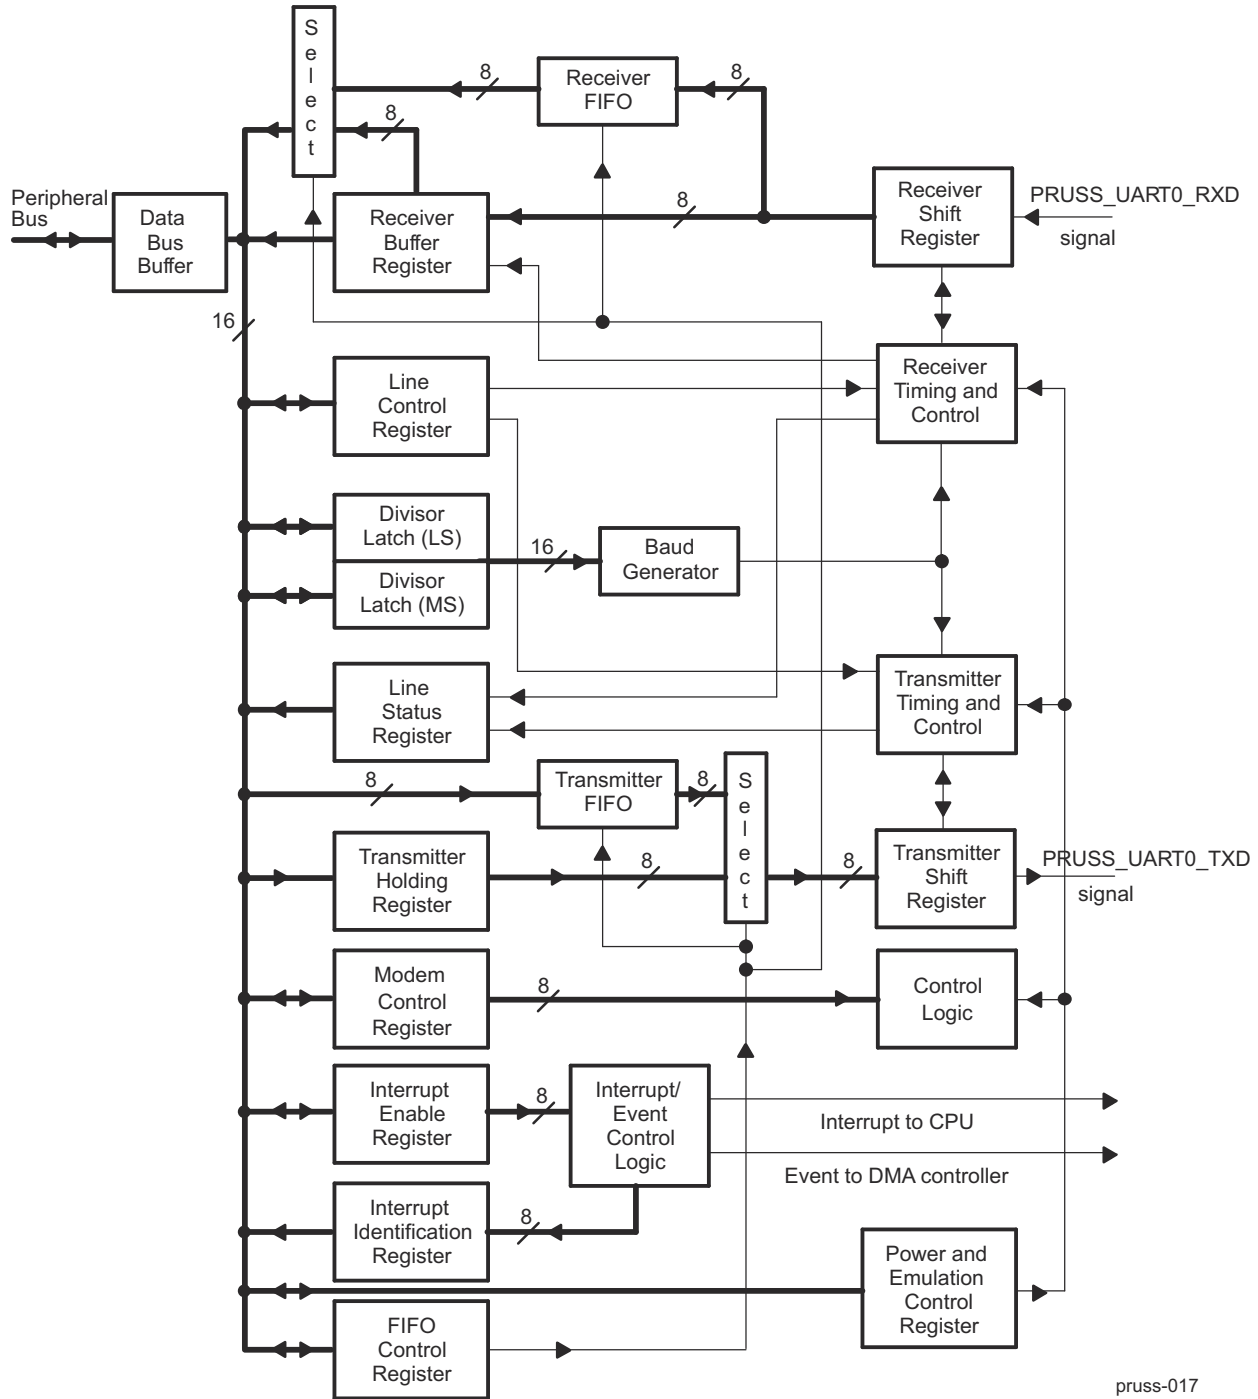 S
e
l
e
c
t
8
Receiver
FIFO
8
8
Peripheral
Bus
Data
Bus
Buffer
Receiver
Buffer
Register
8
Receiver
Shift
Register
PRUSS_UART0_RXD
signal
16
Line
Control
Register
Receiver
Timing and
Control
Divisor
Latch (LS)
Divisor
Latch (MS)
16
Baud
Generator
Line
Status
Register
Transmitter
Timing and
Control
8
Transmitter
FIFO
8
S
e
l
e
c
t
Transmitter
Holding
Register
8
8
Transmitter
Shift
Register
PRUSS_UART0_TXD
signal
Modem
Control
Register
8
Control
Logic
Interrupt
Enable
Register
8
Interrupt/
Event
Control
Logic
Interrupt to CPU
Event to DMA controller
Interrupt
Identification
Register
8
Power and
Emulation
Control
Register
FIFO
Control
Register
pruss-017